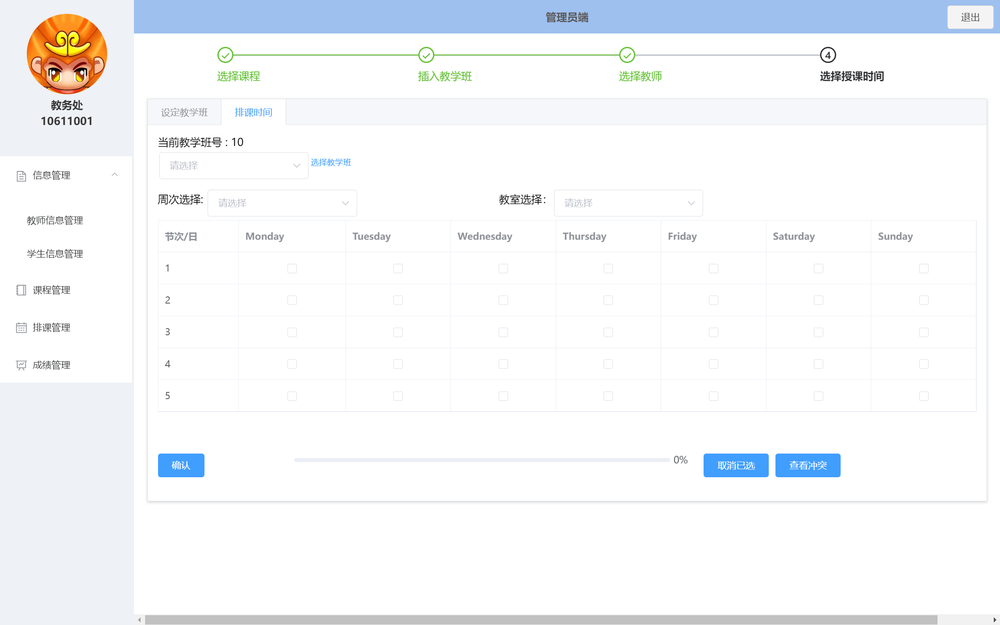 管理员端
退出
教务处
10611001
信息管理
教师信息管理
学生信息管理
课程管理
排课管理
成绩管理
选择课程
插入教学班
选择教师
4
选择授课时间
设定教学班
排课时间
当前教学班号 : 10
请选择
选择教学班
周次选择:
请选择
教室选择：
请选择
节次/日 Monday Tuesday Wednesday Thursday Friday Saturday Sunday
1
2
3
4
5
确认
0%
取消已选
查看冲突